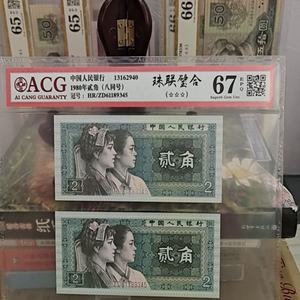 ACG
AI CANG GUARANTY
中国人民银行 13162940
1980年贰角（八同号）
冠号：HR/ZD61189345
珠联璧合
（☆☆☆）
67 EPQ
Superb Gem Unc
中国人民银行
贰角
2 2
中国人民银行
贰角
2 2